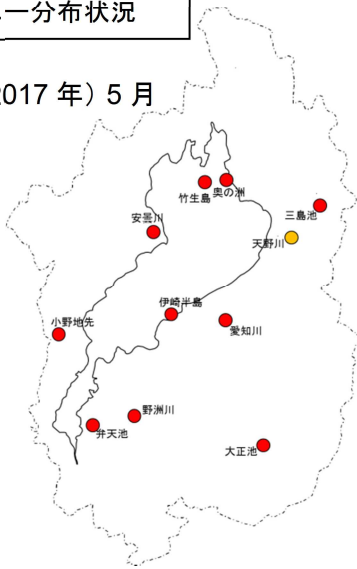 一分布状況
017 年）5 月
竹生島
奥の洲
三島池
安曇川
天野川
伊崎半島
小野地先
愛知川
野洲川
弁天池
大正池